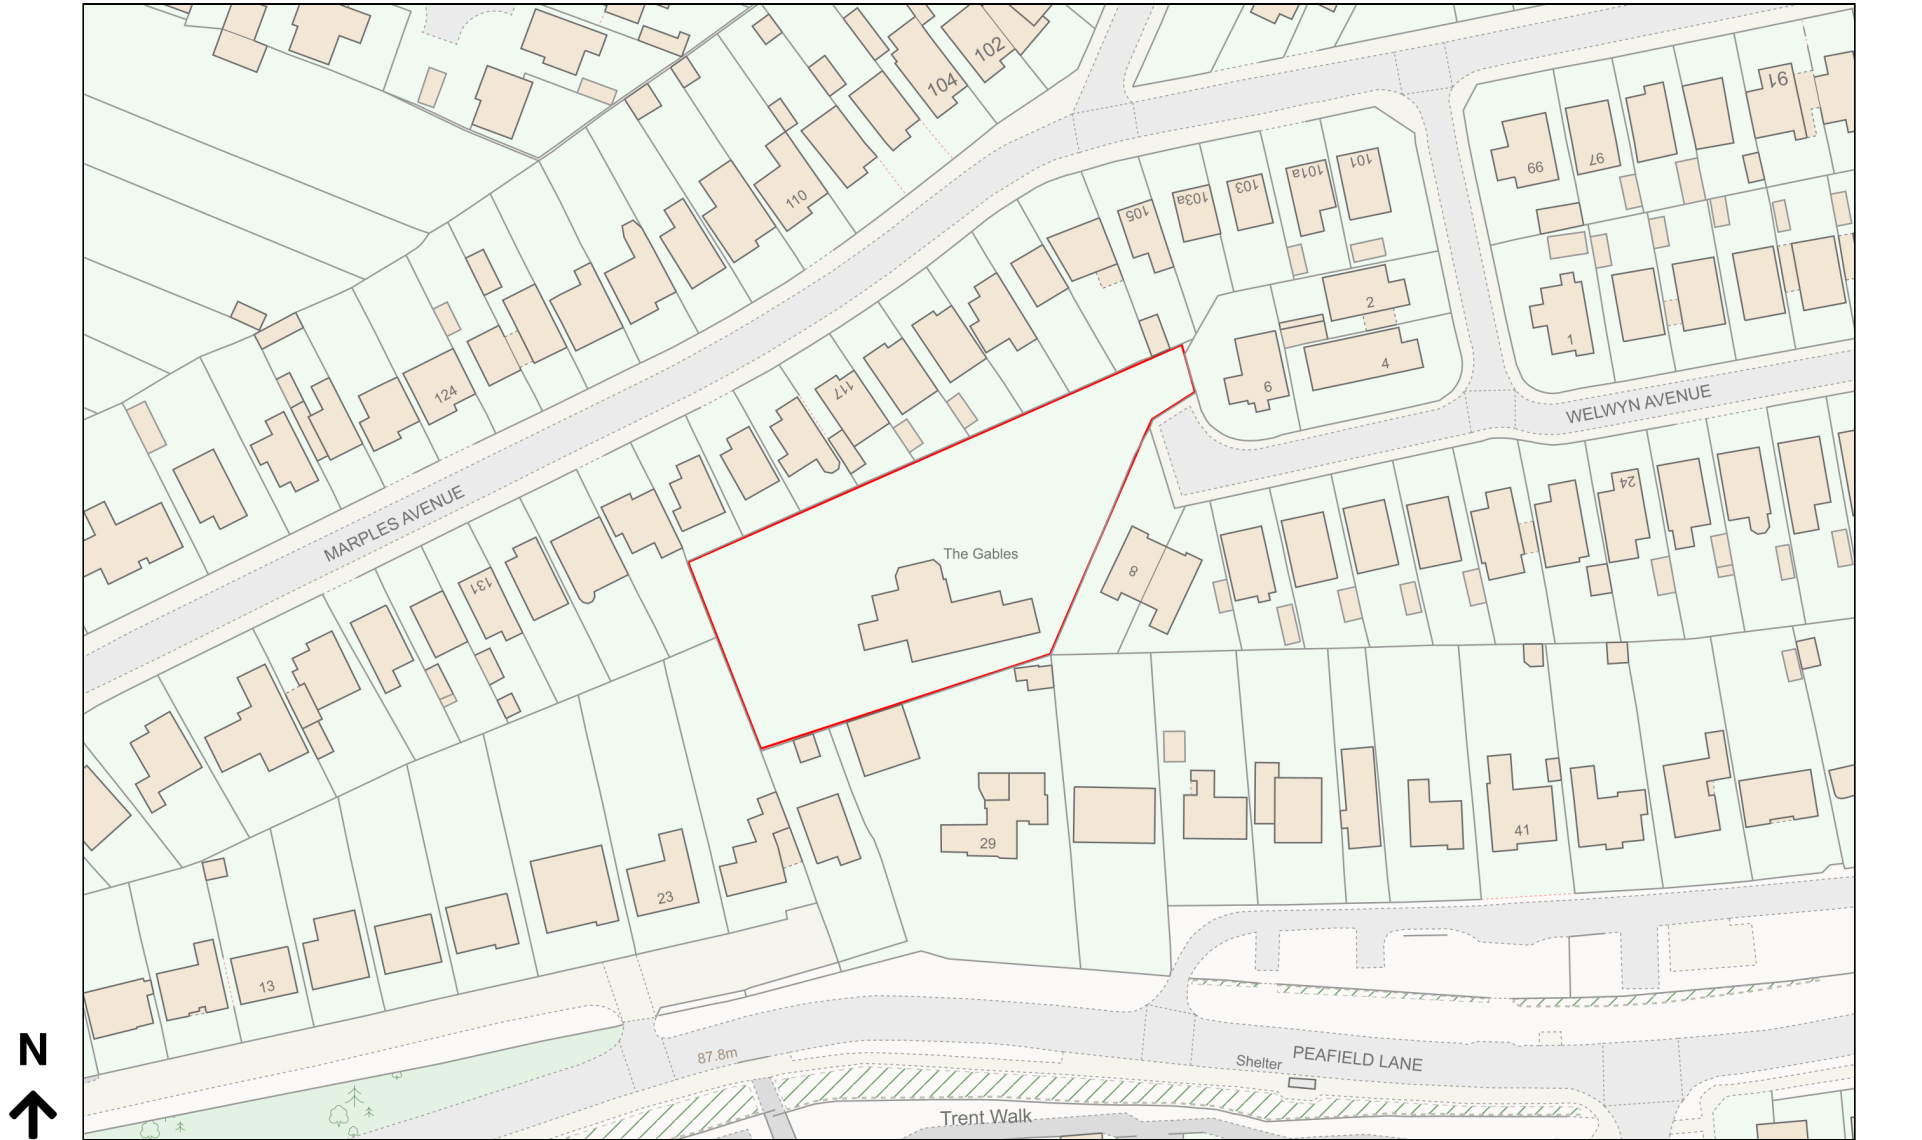 102
104
91
110
99
97
101
101a
103
103a
105
2
1
4
6
117
124
WELWYN AVENUE
24
MARPLES AVENUE
The Gables
8
131
29
41
23
13
N
87.8m
Shelter
PEAFIELD LANE
Trent Walk